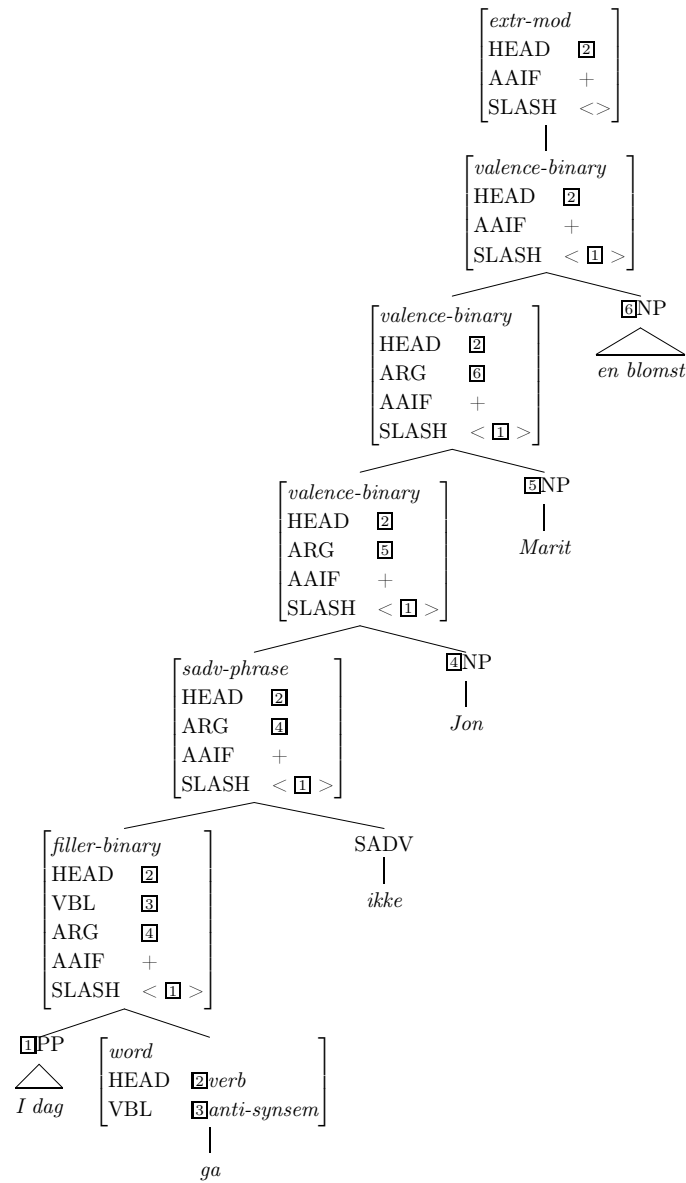 extr-mod
HEAD 2
AAIF +
SLASH <>
valence-binary
HEAD 2
AAIF +
SLASH < 1 >
valence-binary
HEAD 2
ARG 6
AAIF +
SLASH < 1 >
6NP
en blomst
valence-binary
HEAD 2
ARG 5
AAIF +
SLASH < 1 >
5NP
Marit
sadv-phrase
HEAD 2
ARG 4
AAIF +
SLASH < 1 >
4NP
Jon
filler-binary
HEAD 2
VBL 3
ARG 4
AAIF +
SLASH < 1 >
SADV
ikke
1PP
I dag
word
HEAD 2verb
VBL 3anti-synsem
ga